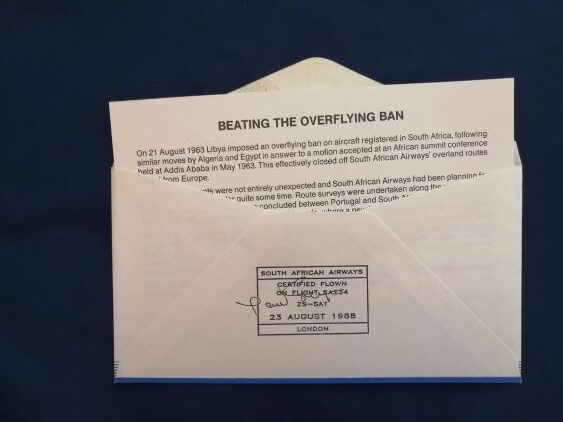 BEATING THE OVERFLYING BAN
On 21 August 1963 Libya imposed an overflying ban on aircraft registered in South Africa, following
similar moves by Algeria and Egypt in answer to a motion accepted at an African summit conference
held at Addis Ababa in May 1963. This effectively closed off South African Airways' overland routes
from Europe.
were not entirely unexpected and South African Airways had been planning
quite some time. Route surveys were undertaken along the
concluded between Portugal and South
where a new
SOUTH AFRICAN AIRWAYS
CERTIFIED FLOWN
ON FLIGHT SA234
ZS-SAT
23 AUGUST 1988
LONDON